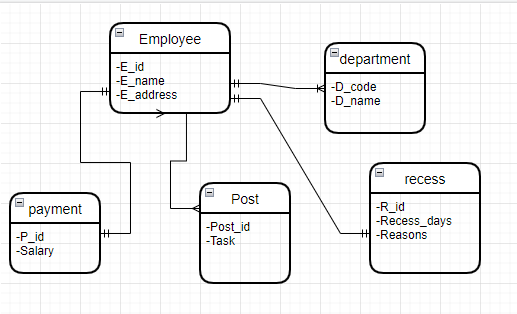 Employee
-E_id
-E_name
-E_address
department
-D_code
-D_name
payment
-P_id
-Salary
Post
-Post_id
-Task
recess
-R_id
-Recess_days
-Reasons